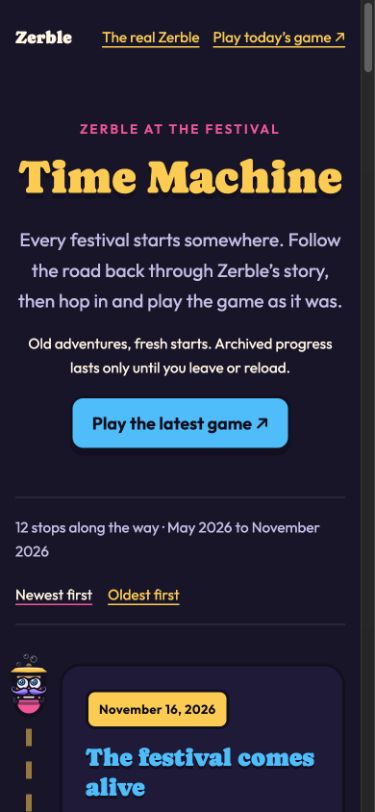 Zerble
The real Zerble
Play today's game ↗
ZERBLE AT THE FESTIVAL
Time Machine
Every festival starts somewhere. Follow
the road back through Zerble's story,
then hop in and play the game as it was.
Old adventures, fresh starts. Archived progress
lasts only until you leave or reload.
Play the latest game ↗
12 stops along the way · May 2026 to November
2026
Newest first
Oldest first
November 16, 2026
The festival comes
alive